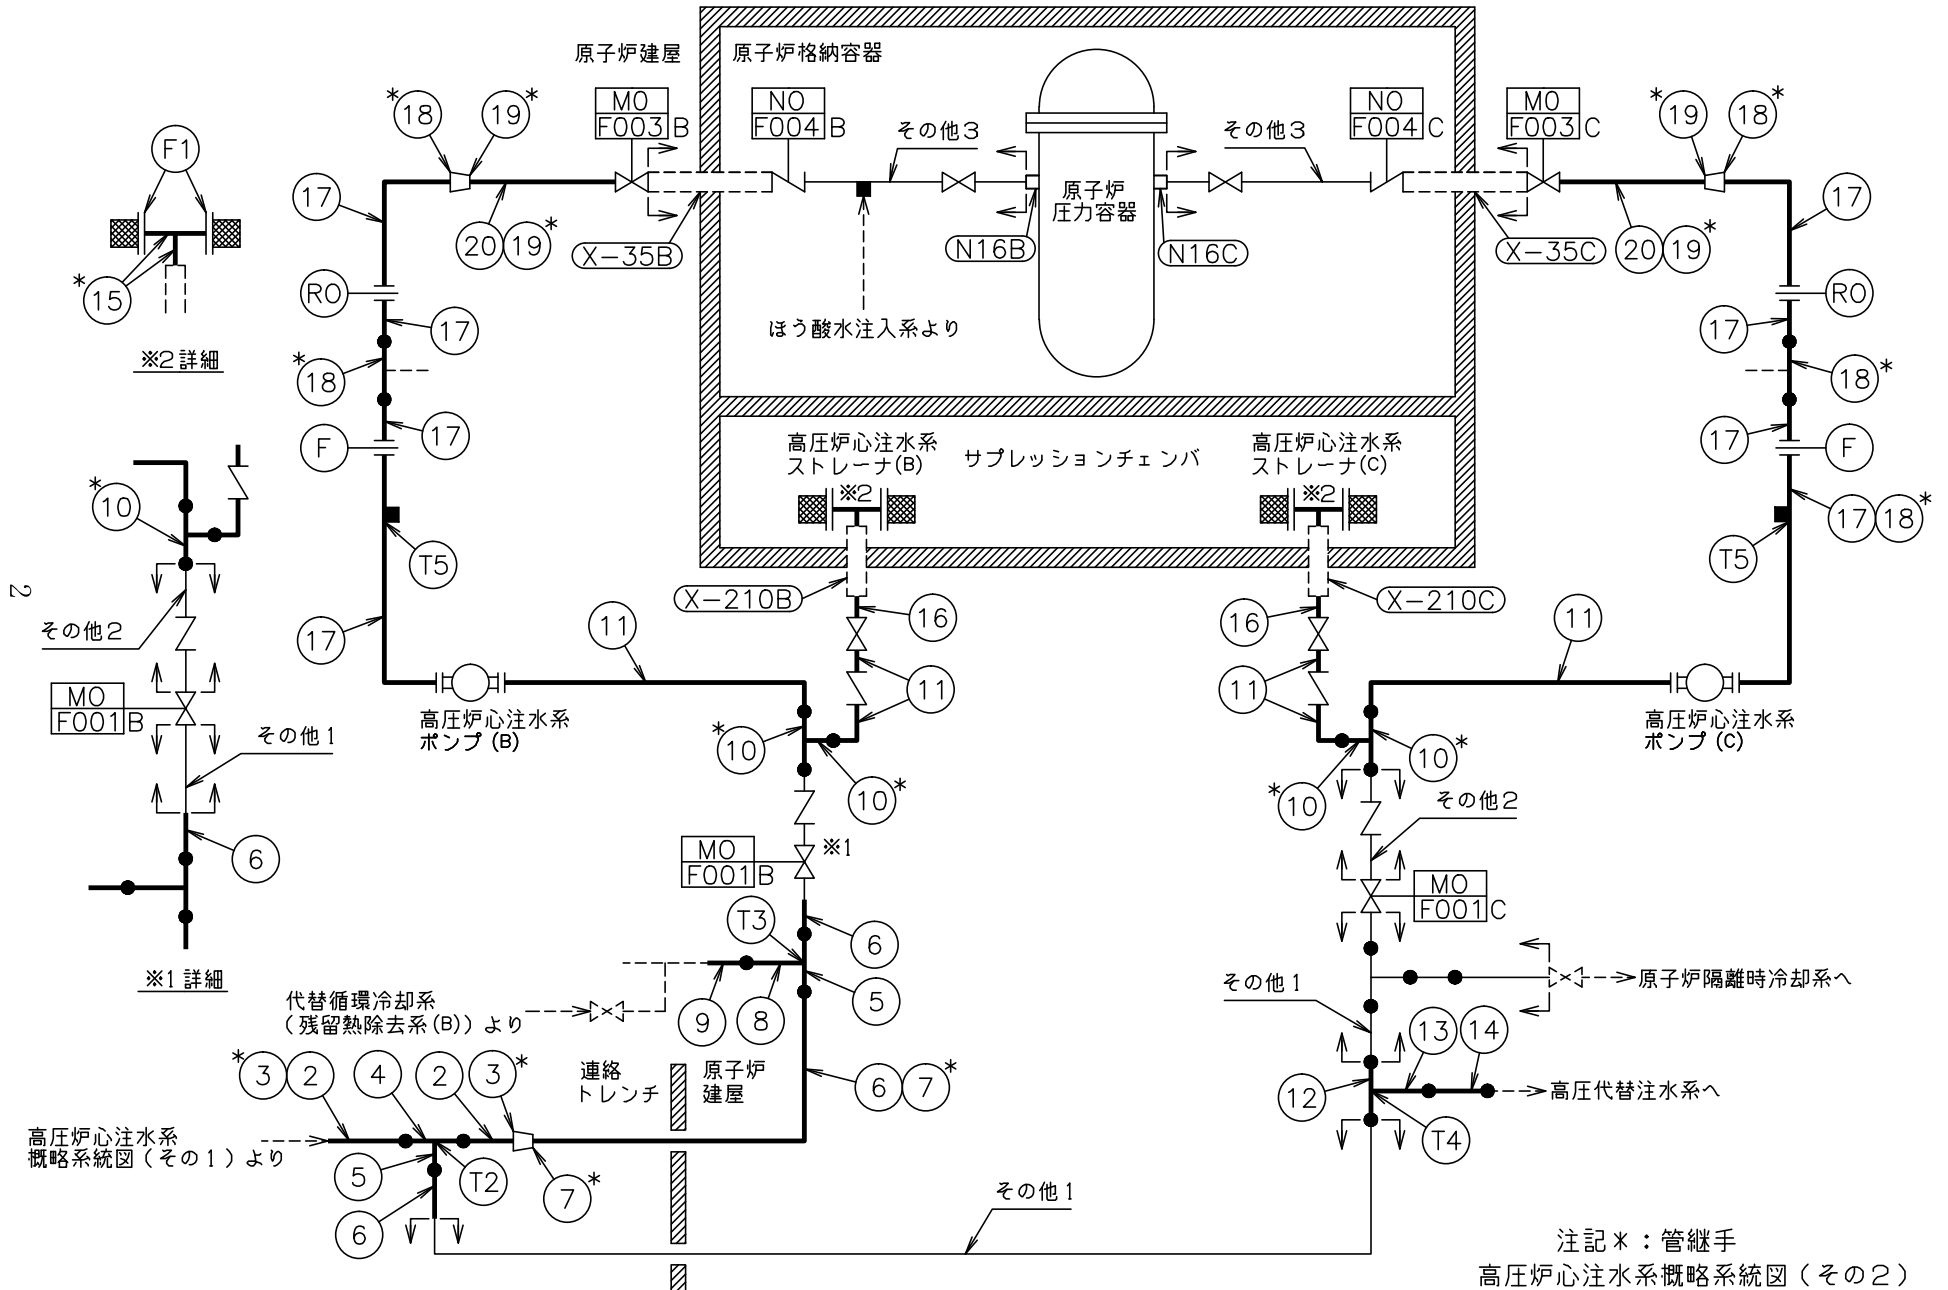 原子炉建屋
原子炉格納容器
MO
F003 B
NO
F004 B
その他3
その他3
NO
F004 C
MO
F003 C
*18
19*
*19
18*
F1
17
原子炉
圧力容器
17
20 19*
X-35B
N16B
N16C
X-35C
20 19*
*15
RO
RO
17
ほう酸水注入系より
17
※2詳細
*18
18*
17
17
F
F
高圧炉心注水系
ストレーナ(B)
サプレッションチェンバ
高圧炉心注水系
ストレーナ(C)
※2
※2
*10
17 18*
T5
T5
2
X-210B
X-210C
その他2
17
11
16
16
11
MO
F001 B
11
11
高圧炉心注水系
ポンプ(B)
高圧炉心注水系
ポンプ(C)
その他1
*10
10*
10*
*10
その他2
6
MO
F001 B
※1
MO
F001 C
T3
6
※1詳細
その他1
原子炉隔離時冷却系へ
代替循環冷却系
(残留熱除去系(B))より
9
8
5
13
14
*3 2
4
2
3*
連絡
トレンチ
原子炉
建屋
6 7*
12
高圧代替注水系へ
高圧炉心注水系
概略系統図(その1)より
5
T2
7*
T4
6
その他1
注記*:管継手
高圧炉心注水系概略系統図(その2)